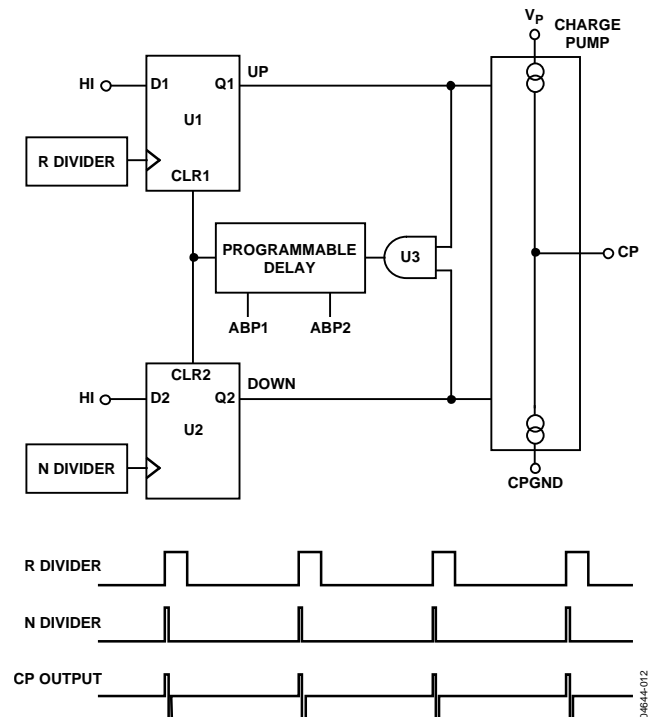 VP
CHARGE
PUMP
HI
D1
Q1
UP
U1
R DIVIDER
CLR1
PROGRAMMABLE
DELAY
U3
CP
ABP1
ABP2
CLR2
HI
D2
Q2
DOWN
U2
N DIVIDER
CPGND
R DIVIDER
N DIVIDER
CP OUTPUT
04644-012